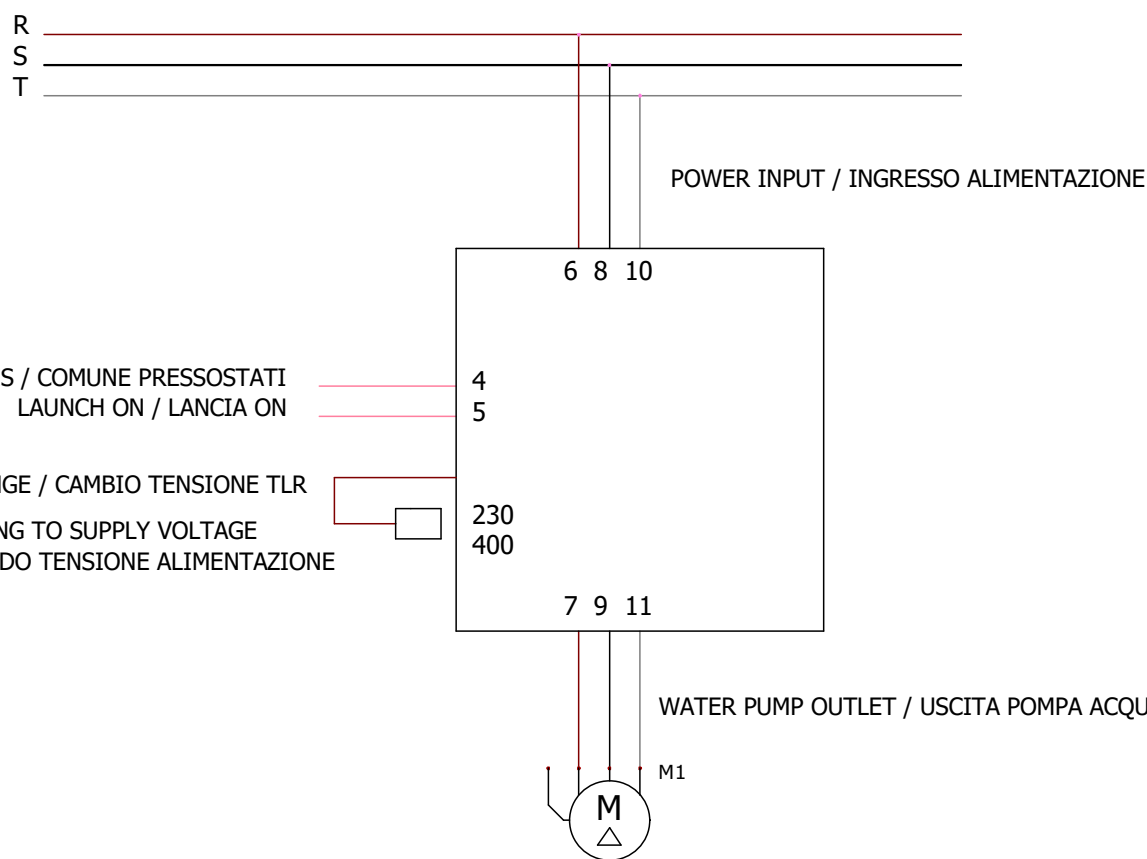 R
S
T
POWER INPUT / INGRESSO ALIMENTAZIONE
6 8 10
S / COMUNE PRESSOSTATI
4
LAUNCH ON / LANCIA ON
5
NGE / CAMBIO TENSIONE TLR
230
NG TO SUPPLY VOLTAGE
400
DO TENSIONE ALIMENTAZIONE
7 9 11
WATER PUMP OUTLET / USCITA POMPA ACQU
M1
M